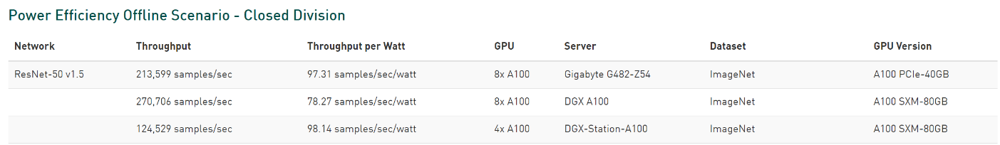 Power Efficiency Offline Scenario - Closed Division
Network Throughput Throughput per Watt GPU Server Dataset GPU Version
ResNet-50 v1.5 213,599 samples/sec 97.31 samples/sec/watt 8x A100 Gigabyte G482-Z54 ImageNet A100 PCIe-40GB
270,706 samples/sec 78.27 samples/sec/watt 8x A100 DGX A100 ImageNet A100 SXM-80GB
124,529 samples/sec 98.14 samples/sec/watt 4x A100 DGX-Station-A100 ImageNet A100 SXM-80GB